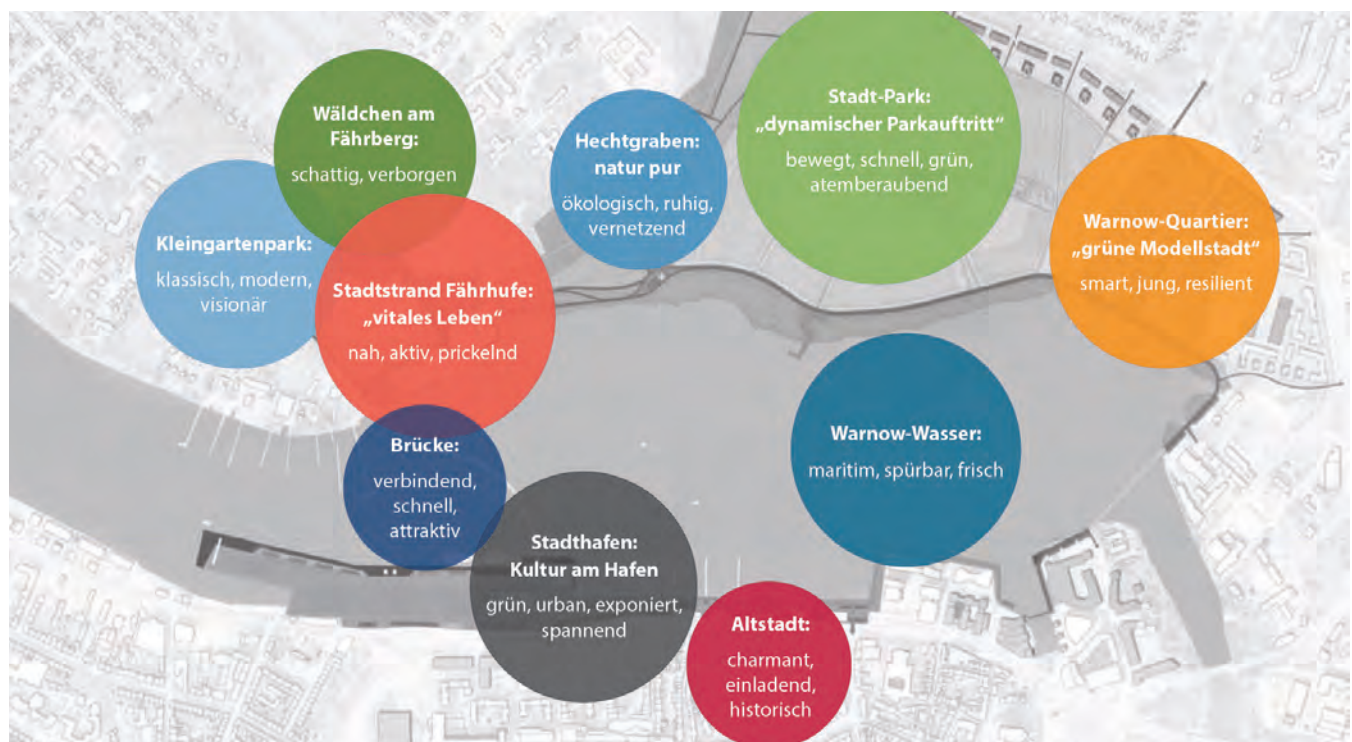 Wäldchen am
Fährberg:
schattig, verborgen
Hechtgraben:
natur pur
ökologisch, ruhig,
vernetzend
Stadt-Park:
„dynamischer Parkauftritt“
bewegt, schnell, grün,
atemberaubend
Kleingartenpark:
klassisch, modern,
visionär
Stadtstrand Fährhufe:
„vitales Leben“
nah, aktiv, prickelnd
Warnow-Quartier:
„grüne Modellstadt“
smart, jung, resilient
Brücke:
verbindend,
schnell,
attraktiv
Warnow-Wasser:
maritim, spürbar, frisch
Stadthafen:
Kultur am Hafen
grün, urban, exponiert,
spannend
Altstadt:
charmant,
einladend,
historisch